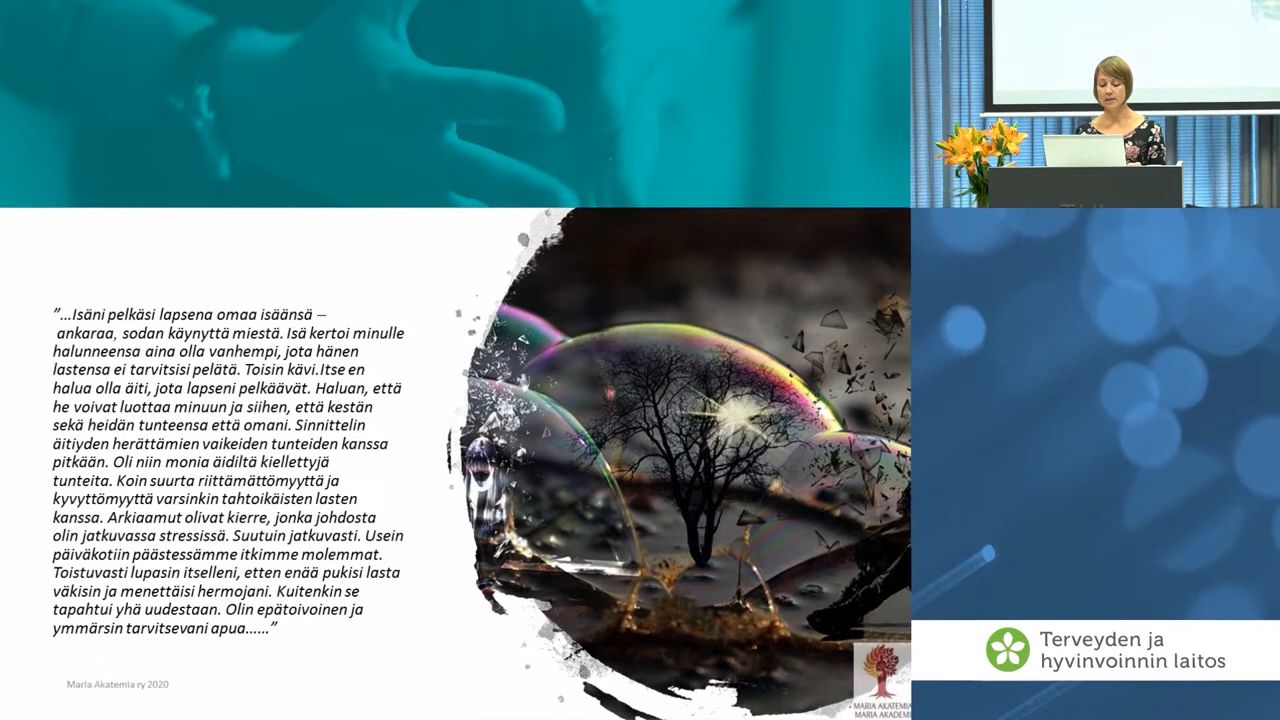 ”...Isäni pelkäsi lapsena omaa isäänsä –
ankaraa, sodan käynyttä miestä. Isä kertoi minulle
halunneensa aina olla vanhempi, jota hänen
lastensa ei tarvitsisi pelätä. Toisin kävi.Itse en
halua olla äiti, jota lapseni pelkäävät. Haluan, että
he voivat luottaa minuun ja siihen, että kestän
sekä heidän tunteensa että omani. Sinnittelin
äitiyden herättämien vaikeiden tunteiden kanssa
pitkään. Oli niin monia äidiltä kiellettyjä
tunteita. Koin suurta riittämättömyyttä ja
kyvyttömyyttä varsinkin tahtoikäisten lasten
kanssa. Arkiaamut olivat kierre, jonka johdosta
olin jatkuvassa stressissä. Suutuin jatkuvasti. Usein
päiväkotiin päästessämme itkimme molemmat.
Toistuvasti lupasin itselleni, etten enää pukisi lasta
väkisin ja menettäisi hermojani. Kuitenkin se
tapahtui yhä uudestaan. Olin epätoivoinen ja
ymmärsin tarvitsevani apua......”
Maria Akatemia ry 2020
MARIA AKATEMIA
MARIA AKADEMI
Terveyden ja
hyvinvoinnin laitos